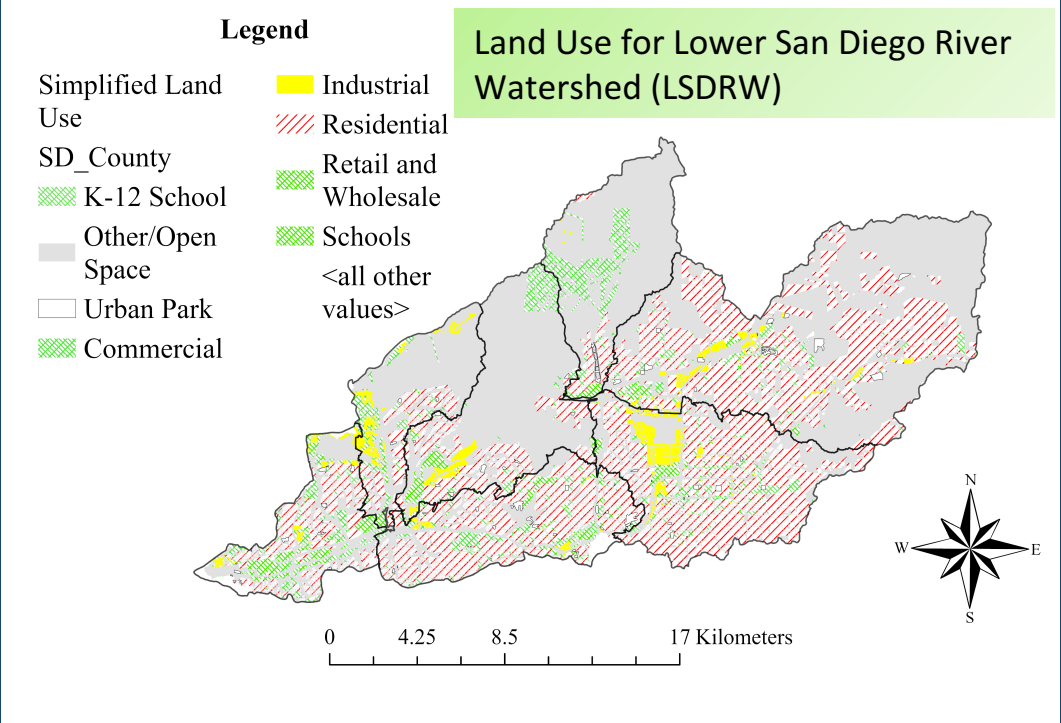 Legend
Land Use for Lower San Diego River
Watershed (LSDRW)
Simplified Land
Use
SD_County
K-12 School
Other/Open
Space
Urban Park
Commercial
Industrial
Residential
Retail and
Wholesale
Schools
<all other
values>
N
W
E
S
0 4.25 8.5 17 Kilometers